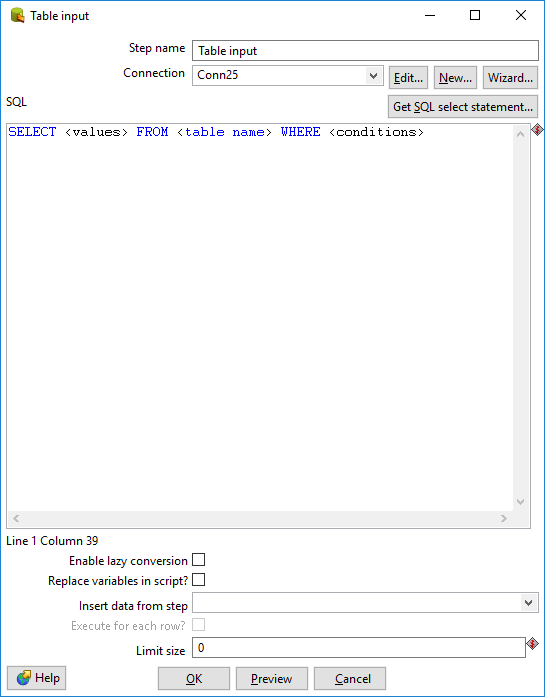 Table input
Step name Table input
Connection Conn25 Edit... New... Wizard...
SQL Get SQL select statement...
SELECT <values> FROM <table name> WHERE <conditions>
Line 1 Column 39
Enable lazy conversion
Replace variables in script?
Insert data from step
Execute for each row?
Limit size 0
Help OK Preview Cancel